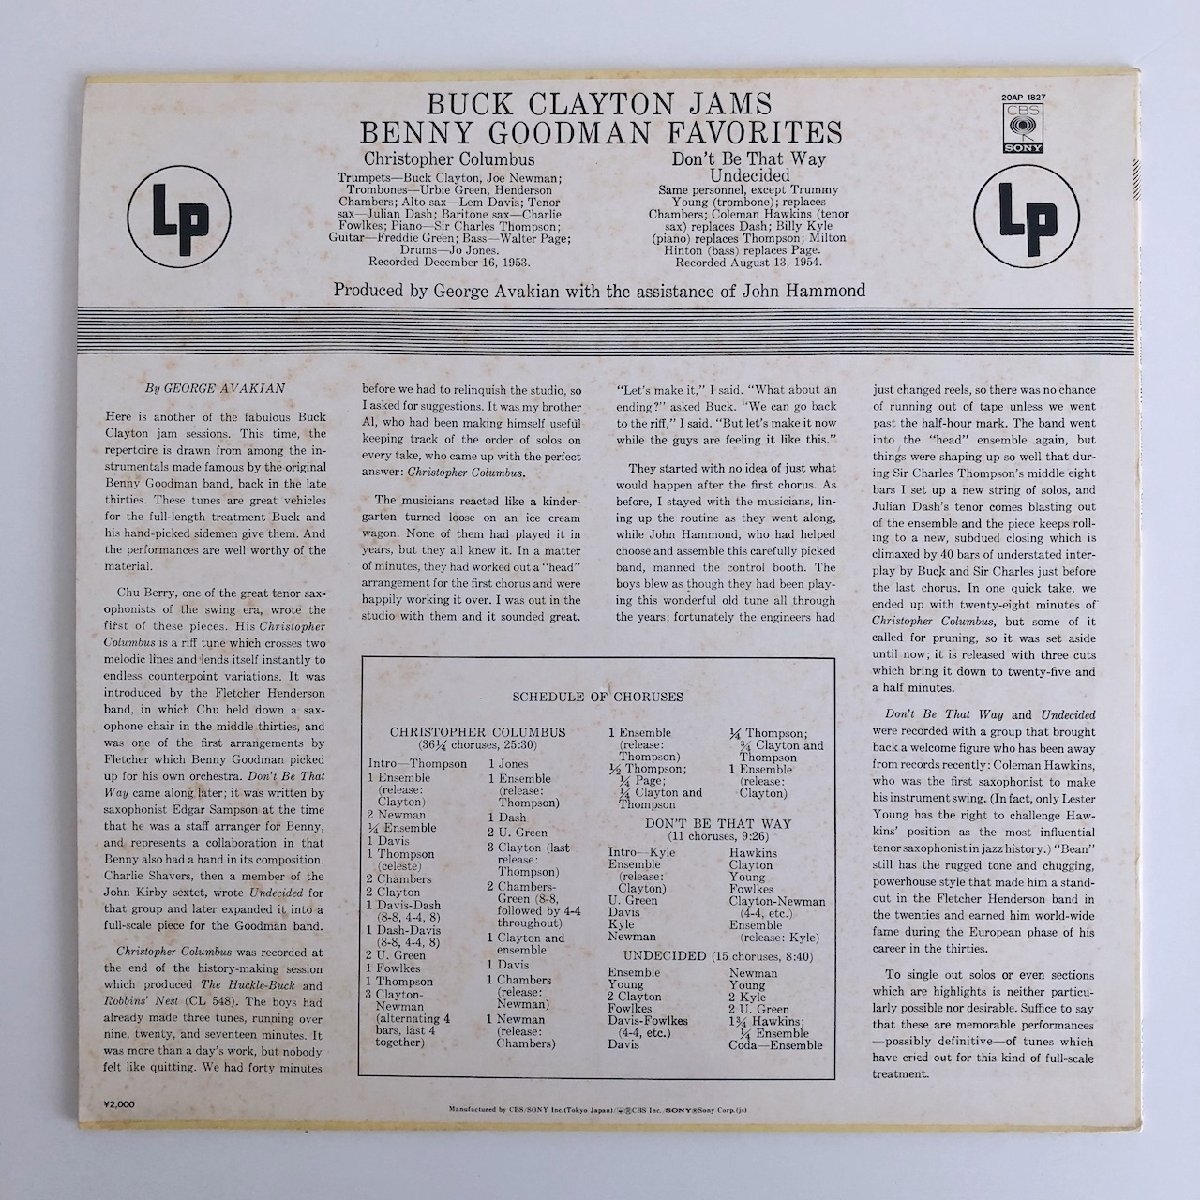 BUCK CLAYTON JAMS
BENNY GOODMAN FAVORITES
20AP 1827
CBS
SONY
Lp
Lp
Christopher Columbus
Trumpets—Buck Clayton, Joe Newman;
Trombones—Urbie Green, Henderson
Chambers; Alto sax—Lem Davis; Tenor
sax—Julian Dash; Baritone sax—Charlie
Fowlkes; Piano—Sir Charles Thompson;
Guitar—Freddie Green; Bass—Walter Page;
Drums—Jo Jones.
Recorded December 16, 1953.
Don't Be That Way
Undecided
Same personnel, except Trummy
Young (trombone); replaces
Chambers; Coleman Hawkins (tenor
sax) replaces Dash; Billy Kyle
(piano) replaces Thompson; Milton
Hinton (bass) replaces Page.
Recorded August 13, 1954.
Produced by George Avakian with the assistance of John Hammond
By GEORGE AVAKIAN
Here is another of the fabulous Buck
Clayton jam sessions. This time, the
repertoire is drawn from among the in-
strumentals made famous by the original
Benny Goodman band, back in the late
thirties. These tunes are great vehicles
for the full-length treatment Buck and
his hand-picked sidemen give them. And
the performances are well worthy of the
material.
Chu Berry, one of the great tenor sax-
ophonists of the swing era, wrote the
first of these pieces. His Christopher
Columbus is a riff tune which crosses two
melodic lines and lends itself instantly to
endless counterpoint variations. It was
introduced by the Fletcher Henderson
band, in which Chu held down a sax-
ophone chair in the middle thirties, and
was one of the first arrangements by
Fletcher which Benny Goodman picked
up for his own orchestra. Don't Be That
Way came along later; it was written by
saxophonist Edgar Sampson at the time
that he was a staff arranger for Benny,
and represents a collaboration in that
Benny also had a hand in its composition.
Charlie Shavers, then a member of the
John Kirby sextet, wrote Undecided for
that group and later expanded it into a
full-scale piece for the Goodman band.
Christopher Columbus was recorded at
the end of the history-making session
which produced The Huckle-Buck and
Robbins' Nest (CL 548). The boys had
already made three tunes, running over
nine, twenty, and seventeen minutes. It
was more than a day's work, but nobody
felt like quitting. We had forty minutes
before we had to relinquish the studio, so
I asked for suggestions. It was my brother
Al, who had been making himself useful
keeping track of the order of solos on
every take, who came up with the perfect
answer: Christopher Columbus.
The musicians reacted like a kinder-
garten turned loose on an ice cream
wagon. None of them had played it in
years, but they all knew it. In a matter
of minutes, they had worked out a "head"
arrangement for the first chorus and were
happily working it over. I was out in the
studio with them and it sounded great.
"Let's make it," I said. "What about an
ending?" asked Buck. "We can go back
to the riff," I said. "But let's make it now
while the guys are feeling it like this."
They started with no idea of just what
would happen after the first chorus. As
before, I stayed with the musicians, lin-
ing up the routine as they went along,
while John Hammond, who had helped
choose and assemble this carefully picked
band, manned the control booth. The
boys blew as though they had been play-
ing this wonderful old tune all through
the years; fortunately the engineers had
just changed reels, so there was no chance
of running out of tape unless we went
past the half-hour mark. The band went
into the "head" ensemble again, but
things were shaping up so well that dur-
ing Sir Charles Thompson's middle eight
bars I set up a new string of solos, and
Julian Dash's tenor comes blasting out
of the ensemble and the piece keeps roll-
ing to a new, subdued closing which is
climaxed by 40 bars of understated inter-
play by Buck and Sir Charles just before
the last chorus. In one quick take, we
ended up with twenty-eight minutes of
Christopher Columbus, but some of it
called for pruning, so it was set aside
until now; it is released with three cuts
which bring it down to twenty-five and
a half minutes.
Don't Be That Way and Undecided
were recorded with a group that brought
back a welcome figure who has been away
from records recently: Coleman Hawkins,
who was the first saxophonist to make
his instrument swing. (In fact, only Lester
Young has the right to challenge Haw-
kins' position as the most influential
tenor saxophonist in jazz history.) "Bean"
still has the rugged tone and chugging,
powerhouse style that made him a stand-
out in the Fletcher Henderson band in
the twenties and earned him world-wide
fame during the European phase of his
career in the thirties.
To single out solos or even sections
which are highlights is neither particu-
larly possible nor desirable. Suffice to say
that these are memorable performances
—possibly definitive—of tunes which
have cried out for this kind of full-scale
treatment.
SCHEDULE OF CHORUSES
CHRISTOPHER COLUMBUS
(36¼ choruses, 25:30)
Intro—Thompson
1 Ensemble
(release:
Clayton)
2 Newman
¼ Ensemble
1 Davis
1 Thompson
(celeste)
2 Chambers
2 Clayton
1 Davis-Dash
(8-8, 4-4, 8)
1 Dash-Davis
(8-8, 4-4, 8)
2 U. Green
1 Fowlkes
1 Thompson
3 Clayton-
Newman
(alternating 4
bars, last 4
together)
1 Jones
1 Ensemble
(release:
Thompson)
1 Dash
2 U. Green
3 Clayton (last
release:
Thompson)
2 Chambers-
Green (8-8,
followed by 4-4
throughout)
1 Clayton and
ensemble
1 Davis
1 Chambers
(release:
Newman)
1 Newman
(release:
Chambers)
1 Ensemble
(release:
Thompson)
½ Thompson;
¼ Page;
¼ Clayton and
Thompson
¼ Thompson;
¾ Clayton and
Thompson
1 Ensemble
(release:
Clayton)
DON'T BE THAT WAY
(11 choruses, 9:26)
Intro—Kyle
Ensemble
(release:
Clayton)
U. Green
Davis
Kyle
Newman
Hawkins
Clayton
Young
Fowlkes
Clayton-Newman
(4-4, etc.)
Ensemble
(release: Kyle)
UNDECIDED (15 choruses, 8:40)
Ensemble
Young
2 Clayton
Fowlkes
Davis-Fowlkes
(4-4, etc.)
Davis
Newman
Young
2 Kyle
2 U. Green
1¾ Hawkins;
¼ Ensemble
Coda—Ensemble
¥2,000
Manufactured by CBS/SONY Inc.(Tokyo Japan)/ CBS Inc./SONY®Sony Corp.(js)